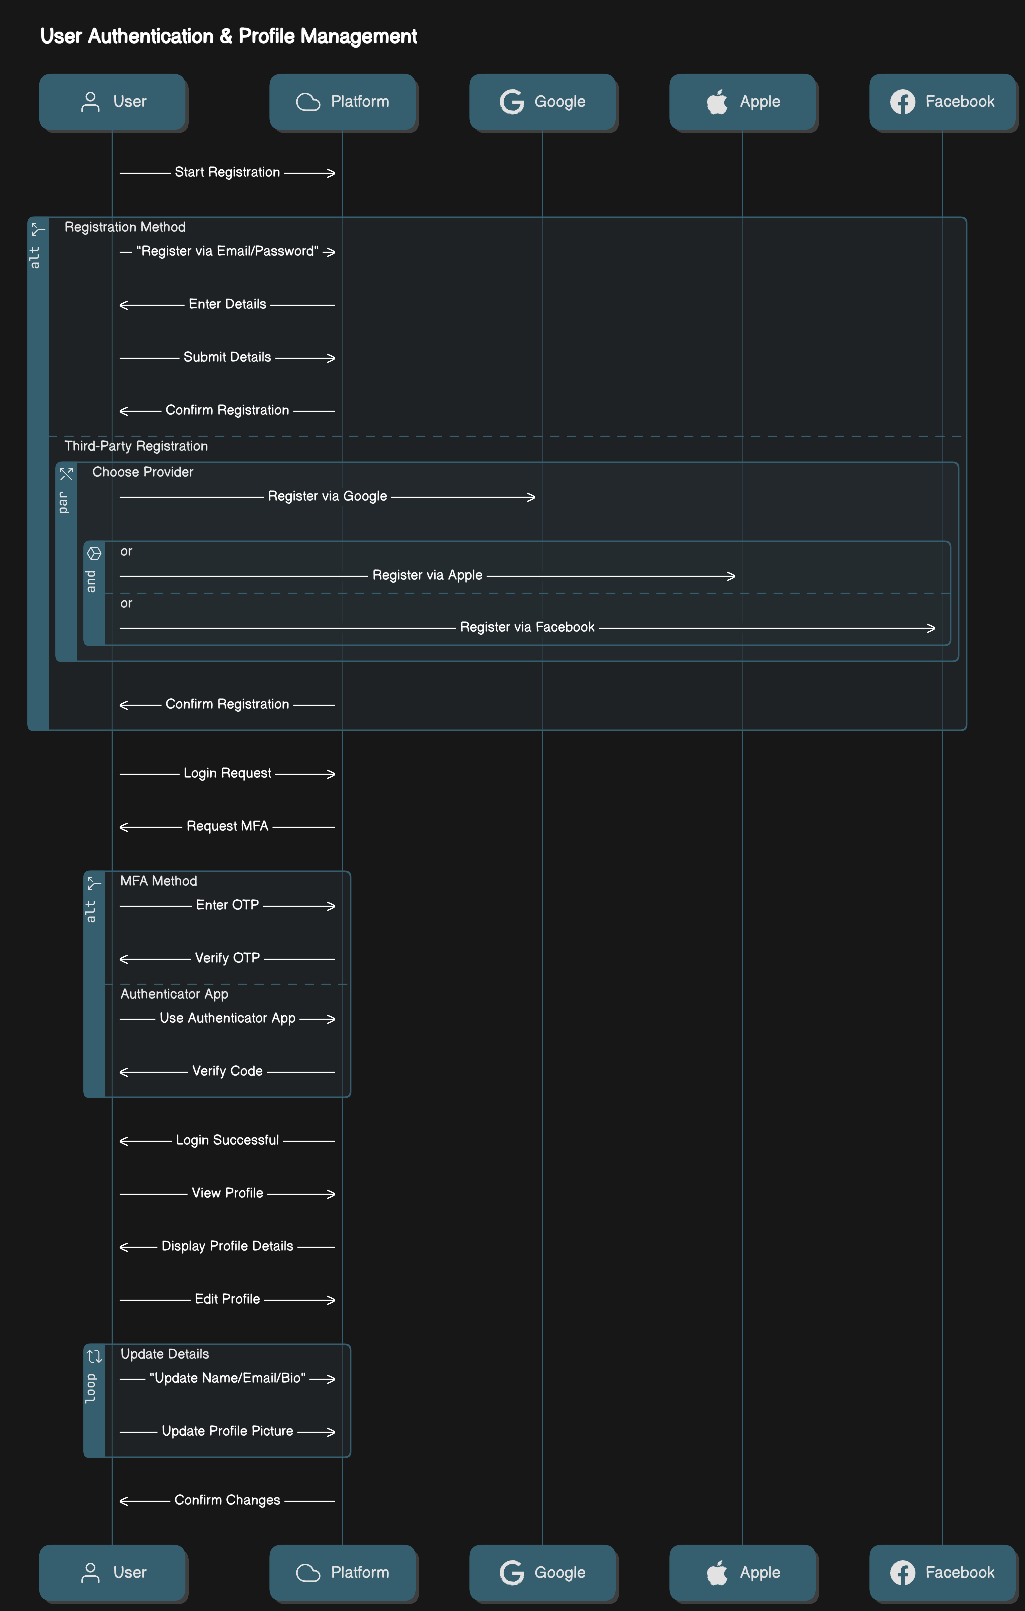 User Authentication & Profile Management
User
Platform
Google
Apple
Facebook
Start Registration
alt
Registration Method
"Register via Email/Password"
Enter Details
Submit Details
Confirm Registration
Third-Party Registration
par
Choose Provider
Register via Google
and
or
Register via Apple
or
Register via Facebook
Confirm Registration
Login Request
Request MFA
alt
MFA Method
Enter OTP
Verify OTP
Authenticator App
Use Authenticator App
Verify Code
Login Successful
View Profile
Display Profile Details
Edit Profile
loop
Update Details
"Update Name/Email/Bio"
Update Profile Picture
Confirm Changes
User
Platform
Google
Apple
Facebook